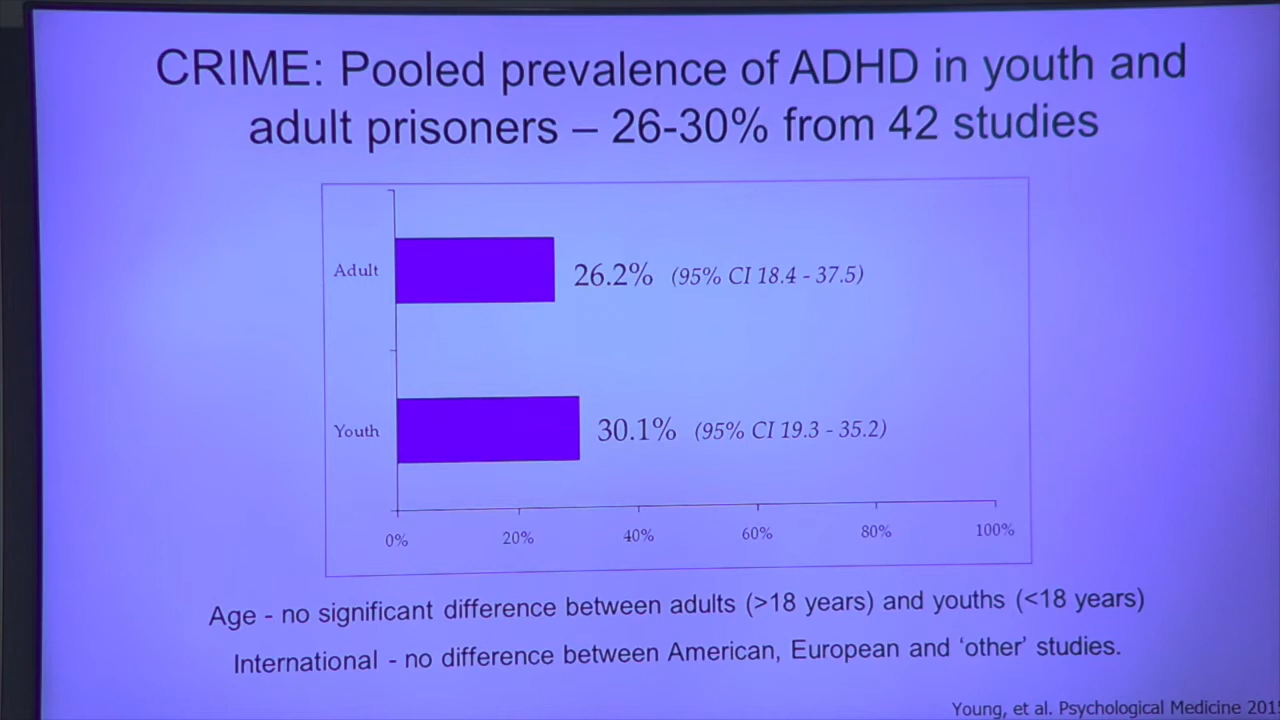 CRIME: Pooled prevalence of ADHD in youth and
adult prisoners – 26-30% from 42 studies
Adult
26.2% (95% CI 18.4 - 37.5)
Youth
30.1% (95% CI 19.3 - 35.2)
0% 20% 40% 60% 80% 100%
Age - no significant difference between adults (>18 years) and youths (<18 years)
International - no difference between American, European and ‘other’ studies.
Young, et al. Psychological Medicine